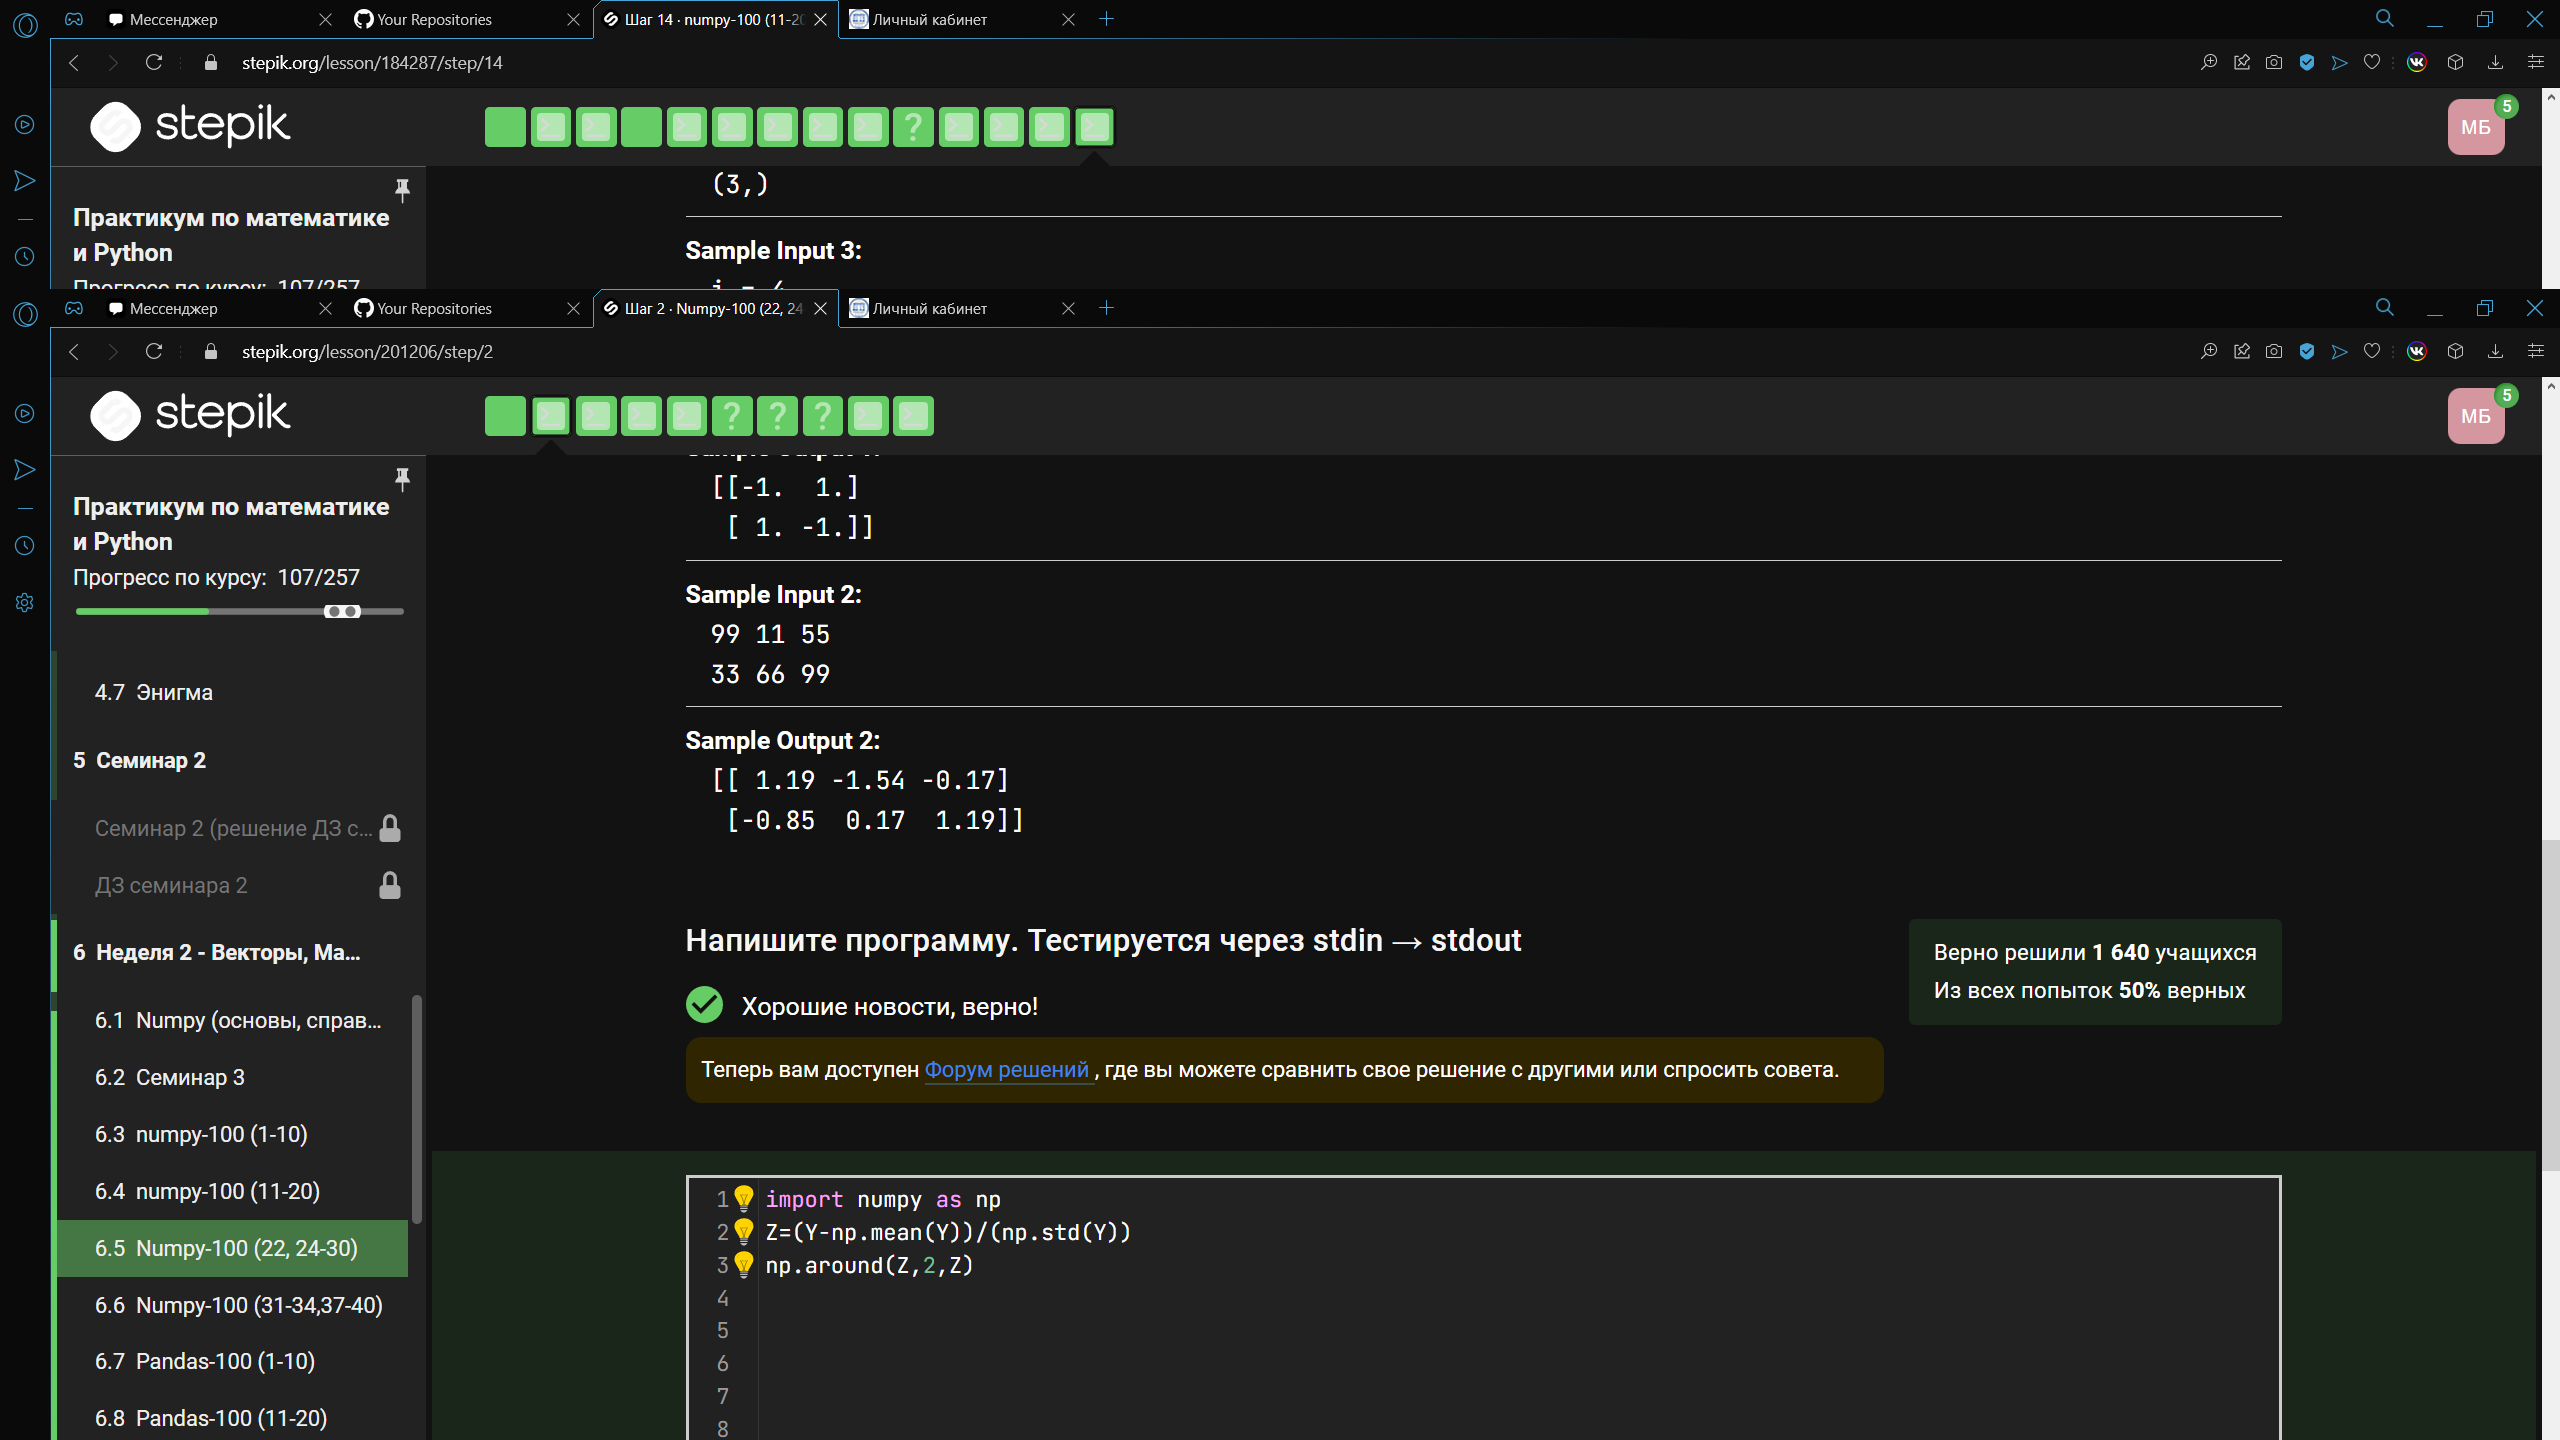 Мессенджер
Your Repositories
Шаг 14 · numpy-100 (11-20
Личный кабинет
stepik.org/lesson/184287/step/14
stepik
МБ
5
(3,)
Практикум по математике
и Python
Прогресс по курсу: 107/257
Sample Input 3:
Мессенджер
Your Repositories
Шаг 2 · Numpy-100 (22, 24
Личный кабинет
stepik.org/lesson/201206/step/2
stepik
МБ
5
Практикум по математике
и Python
Прогресс по курсу: 107/257
4.7 Энигма
5 Семинар 2
Семинар 2 (решение ДЗ с...
ДЗ семинара 2
6 Неделя 2 - Векторы, Ма...
6.1 Numpy (основы, справ...
6.2 Семинар 3
6.3 numpy-100 (1-10)
6.4 numpy-100 (11-20)
6.5 Numpy-100 (22, 24-30)
6.6 Numpy-100 (31-34,37-40)
6.7 Pandas-100 (1-10)
6.8 Pandas-100 (11-20)
[[-1.  1.]
[ 1. -1.]]
Sample Input 2:
99 11 55
33 66 99
Sample Output 2:
[[ 1.19 -1.54 -0.17]
[-0.85  0.17  1.19]]
Напишите программу. Тестируется через stdin → stdout
Верно решили 1 640 учащихся
Из всех попыток 50% верных
Хорошие новости, верно!
Теперь вам доступен Форум решений , где вы можете сравнить свое решение с другими или спросить совета.
1 import numpy as np
2 Z=(Y-np.mean(Y))/(np.std(Y))
3 np.around(Z,2,Z)
4
5
6
7
8